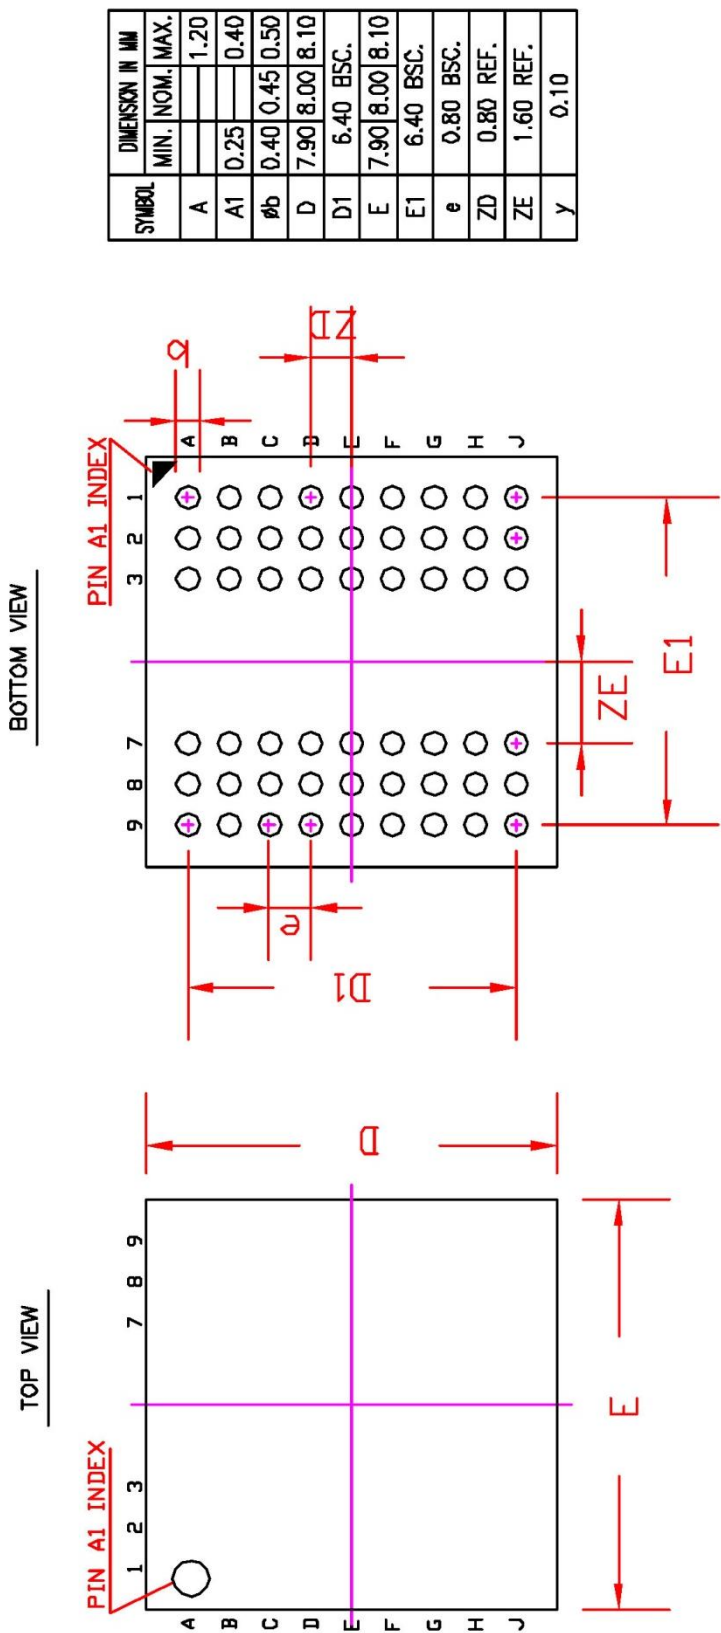 TOP VIEW
PIN A1 INDEX
1 2 3 7 8 9
A
B
C
D
E
F
G
H
J
D
E
BOTTOM VIEW
PIN A1 INDEX
9 8 7 3 2 1
A
B
C
D
E
F
G
H
J
b
ZD
e
D1
ZE
E1
SYMBOL DIMENSION IN MM
MIN. NOM. MAX.
A 1.20
A1 0.25 0.40
øb 0.40 0.45 0.50
D 7.90 8.00 8.10
D1 6.40 BSC.
E 7.90 8.00 8.10
E1 6.40 BSC.
e 0.80 BSC.
ZD 0.80 REF.
ZE 1.60 REF.
y 0.10